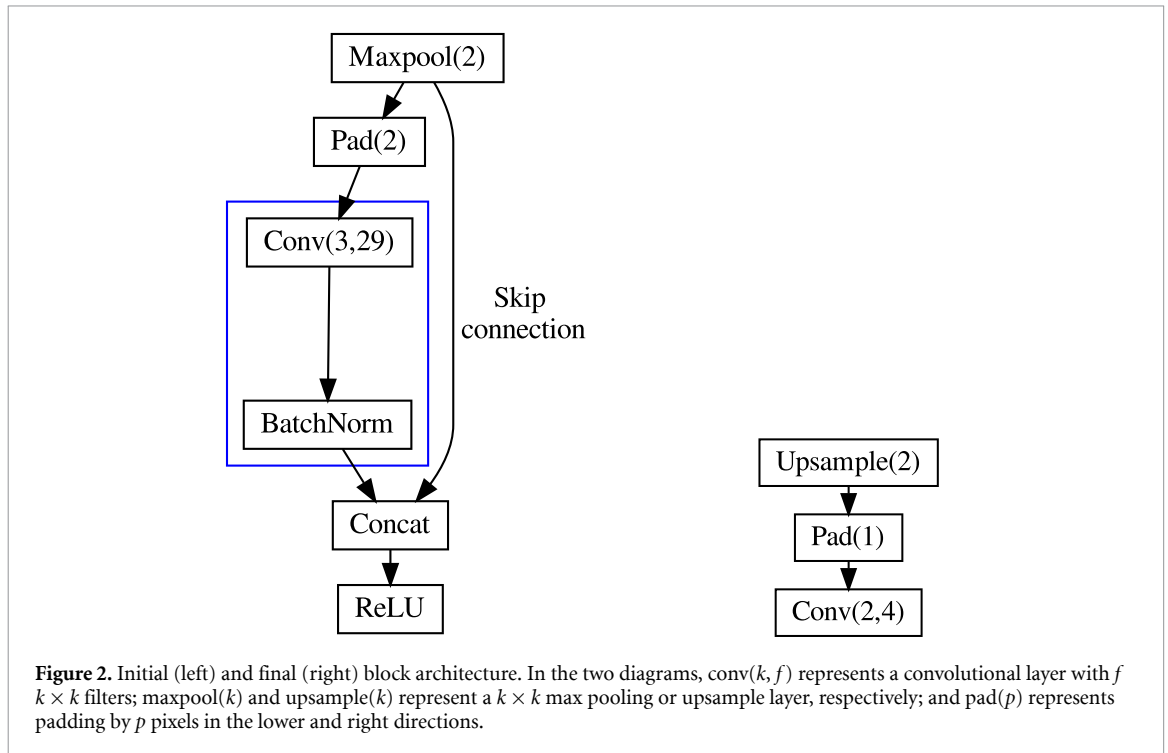 Maxpool(2)
Pad(2)
Conv(3,29)
Skip
connection
BatchNorm
Concat
ReLU
Upsample(2)
Pad(1)
Conv(2,4)
Figure 2. Initial (left) and final (right) block architecture. In the two diagrams, conv(k, f) represents a convolutional layer with f
k × k filters; maxpool(k) and upsample(k) represent a k × k max pooling or upsample layer, respectively; and pad(p) represents
padding by p pixels in the lower and right directions.